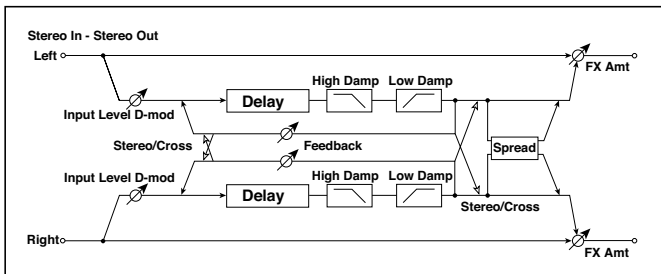 Stereo In - Stereo Out
Left
FX Amt
High Damp Low Damp
Delay
Input Level D-mod
Stereo/Cross
Feedback
Spread
Input Level D-mod
High Damp Low Damp
Delay
Stereo/Cross
Right
FX Amt